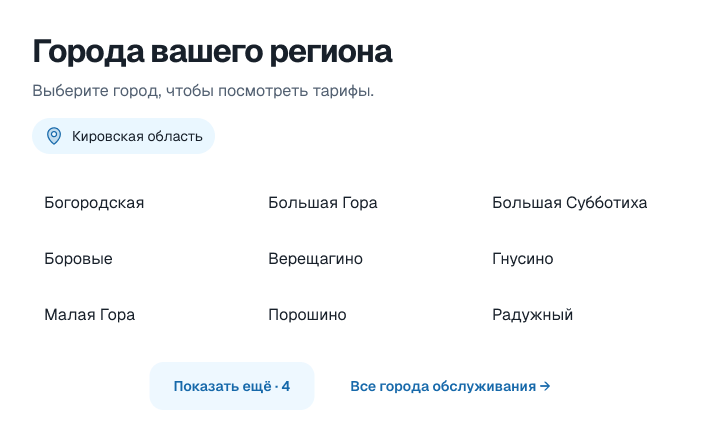 Города вашего региона
Выберите город, чтобы посмотреть тарифы.
Кировская область
Богородская Большая Гора Большая Субботиха
Боровые Верещагино Гнусино
Малая Гора Порошино Радужный
Показать ещё · 4 Все города обслуживания →